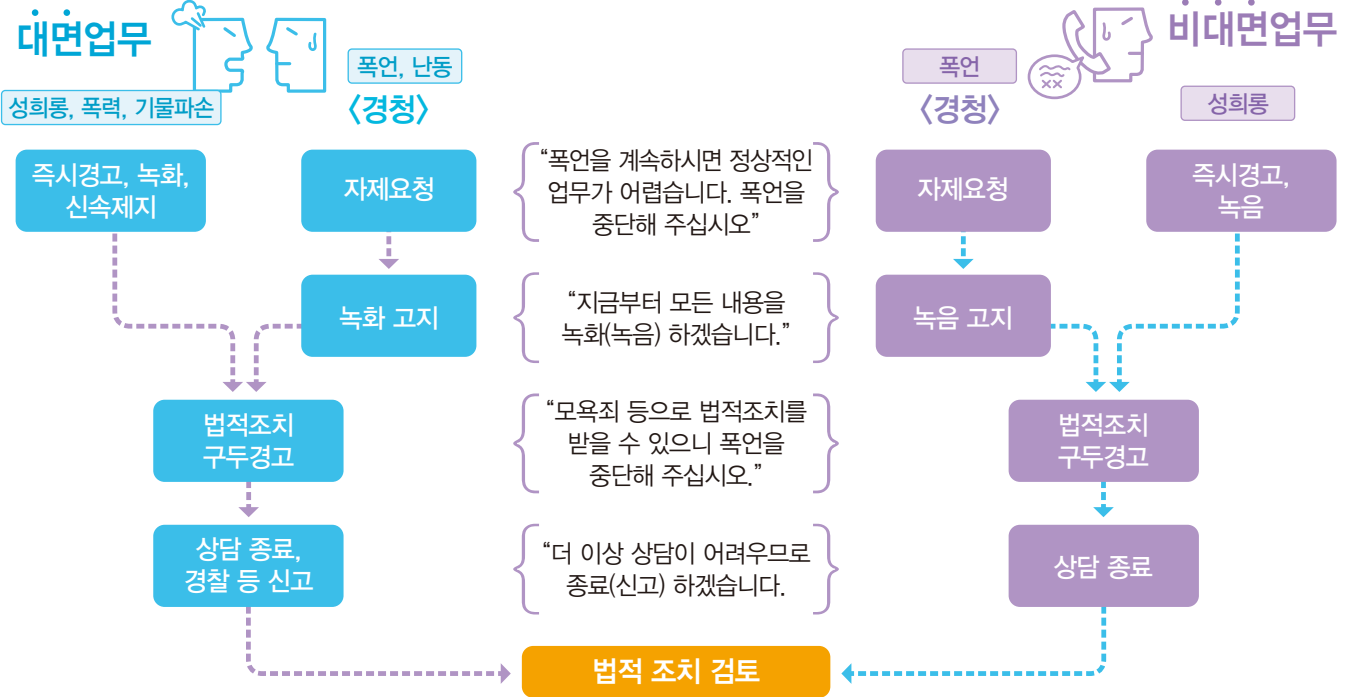 대면업무
성희롱, 폭력, 기물파손
폭언, 난동
〈경청〉
즉시경고, 녹화,
신속제지
자제요청
녹화 고지
법적조치
구두경고
상담 종료,
경찰 등 신고
“폭언을 계속하시면 정상적인
업무가 어렵습니다. 폭언을
중단해 주십시오”
“지금부터 모든 내용을
녹화(녹음) 하겠습니다.”
“모욕죄 등으로 법적조치를
받을 수 있으니 폭언을
중단해 주십시오.”
“더 이상 상담이 어려우므로
종료(신고) 하겠습니다.
비대면업무
폭언
〈경청〉
성희롱
자제요청
즉시경고,
녹음
녹음 고지
법적조치
구두경고
상담 종료
법적 조치 검토